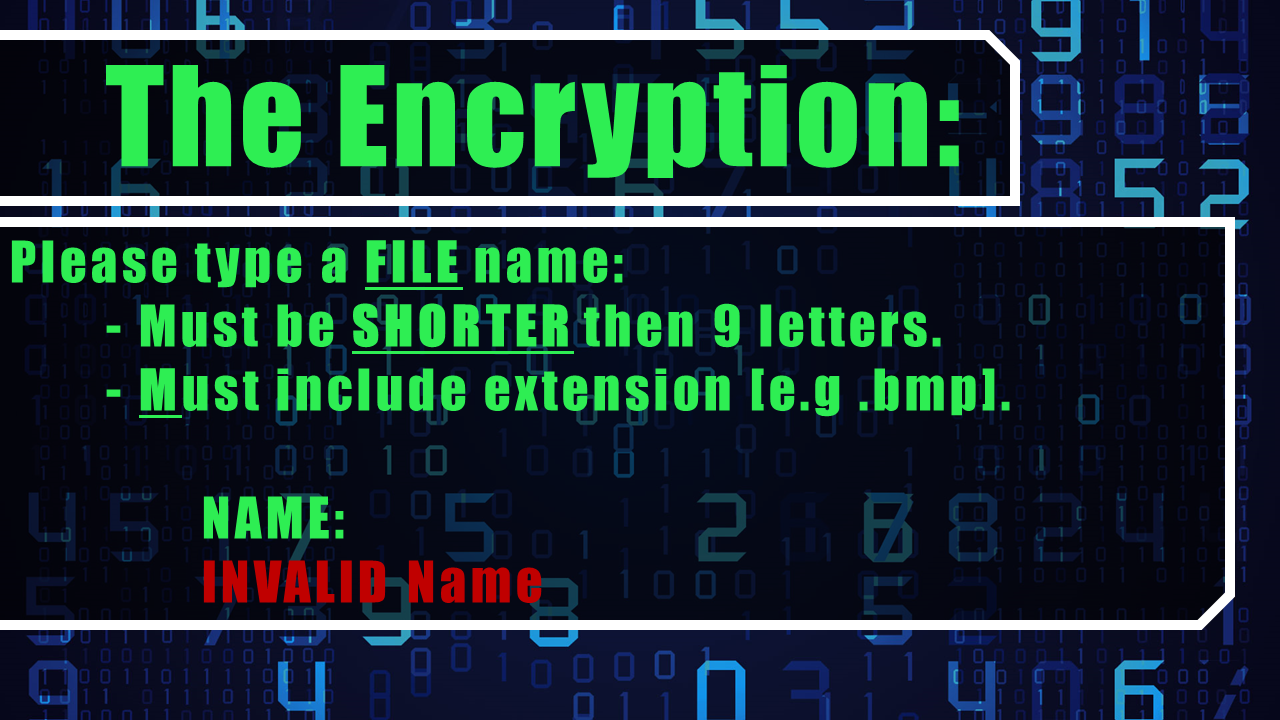 The Encryption:
Please type a FILE name:
- Must be SHORTER then 9 letters.
- Must include extension [e.g .bmp].
NAME:
INVALID Name